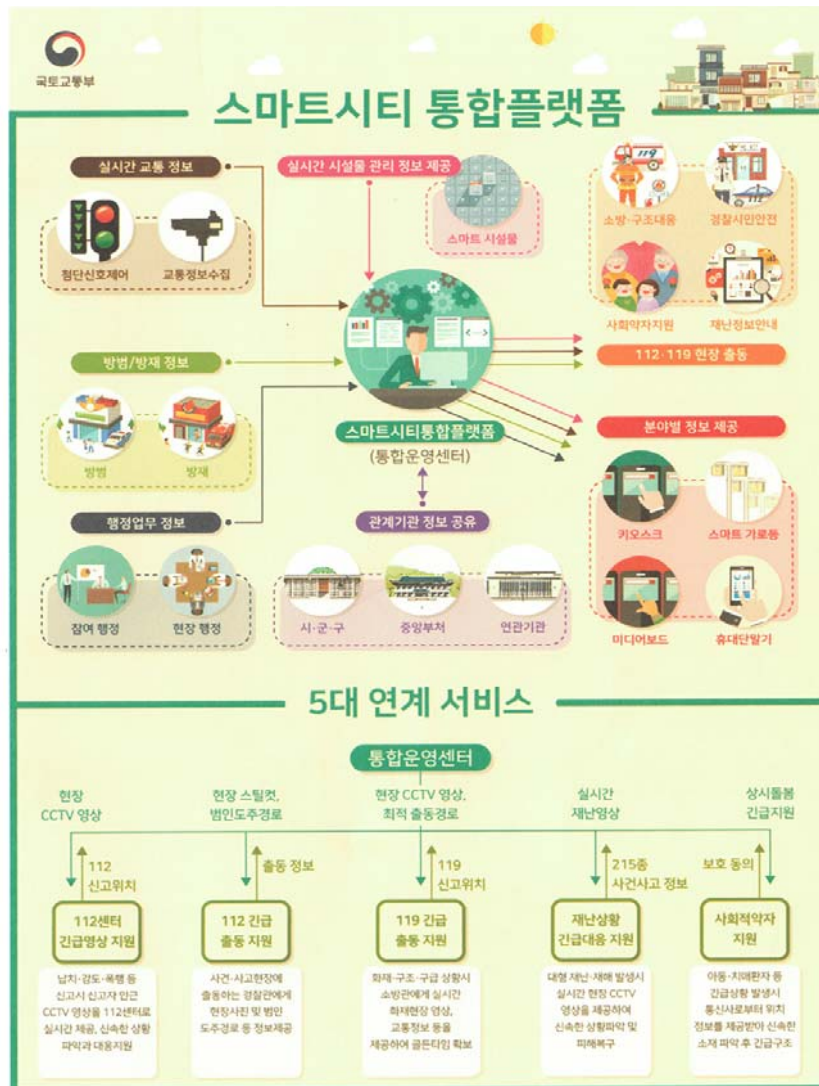 국토교통부
스마트시티 통합플랫폼
실시간 교통 정보
실시간 시설물 관리 정보 제공
119
첨단신호제어
교통정보수집
스마트 시설물
소방·구조대응
경찰시민안전
사회약자지원
재난정보안내
방범/방재 정보
112·119 현장 출동
방범
방재
스마트시티통합플랫폼
(통합운영센터)
분야별 정보 제공
키오스크
스마트 가로등
행정업무 정보
관계기관 정보 공유
참여 행정
현장 행정
시·군·구
중앙부처
연관기관
미디어보드
휴대단말기
5대 연계 서비스
통합운영센터
현장
CCTV 영상
현장 스틸컷,
범인도주경로
현장 CCTV 영상,
최적 출동경로
실시간
재난영상
상시돌봄
긴급지원
112
신고위치
출동 정보
119
신고위치
215종
사건사고 정보
보호 동의
112센터
긴급영상 지원
112 긴급
출동 지원
119 긴급
출동 지원
재난상황
긴급대응 지원
사회적약자
지원
납치·강도·폭행 등
신고시 신고자 인근
CCTV 영상을 112센터로
실시간 제공, 신속한 상황
파악과 대응지원
사건·사고현장에
출동하는 경찰관에게
현장사진 및 범인
도주경로 등 정보제공
화재·구조·구급 상황시
소방관에게 실시간
화재현장 영상,
교통정보 등을
제공하여 골든타임 확보
대형 재난·재해 발생시
실시간 현장 CCTV
영상을 제공하여
신속한 상황파악 및
피해복구
아동·치매환자 등
긴급상황 발생시
통신사로부터 위치
정보를 제공받아 신속한
소재 파악 후 긴급구조